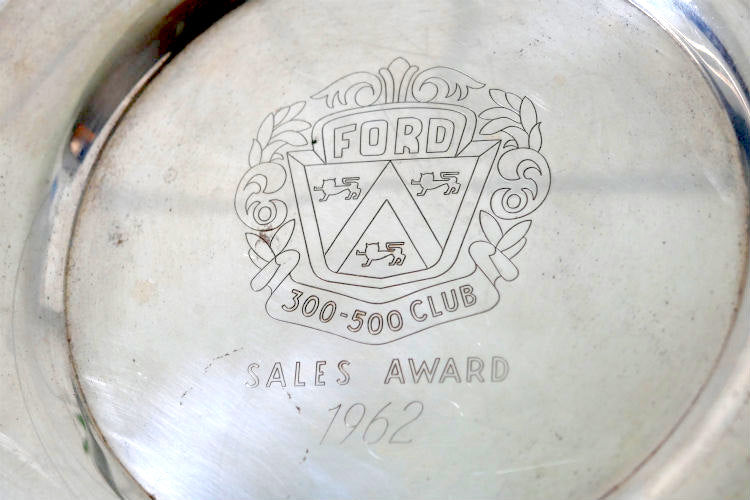 FORD
300-500 CLUB
SALES AWARD
1962